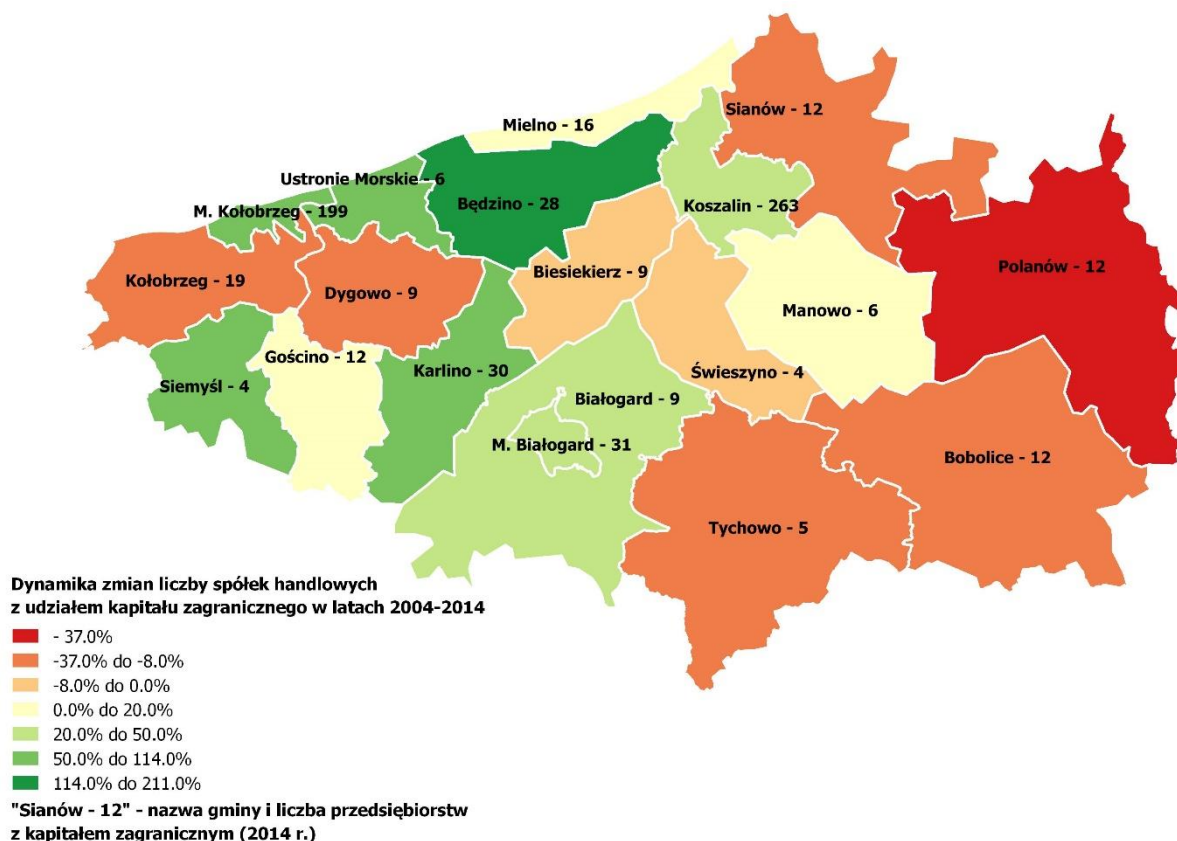 Sianów - 12
Mielno - 16
Ustronie Morskie - 6
Będzino - 28
Koszalin - 263
M. Kołobrzeg - 199
Biesiekierz - 9
Polanów - 12
Kołobrzeg - 19
Dygowo - 9
Manowo - 6
Gościno - 12
Karlino - 30
Świeszyno - 4
Siemyśl - 4
Białogard - 9
M. Białogard - 31
Bobolice - 12
Tychowo - 5
Dynamika zmian liczby spółek handlowych
z udziałem kapitału zagranicznego w latach 2004-2014
- 37.0%
-37.0% do -8.0%
-8.0% do 0.0%
0.0% do 20.0%
20.0% do 50.0%
50.0% do 114.0%
114.0% do 211.0%
"Sianów - 12" - nazwa gminy i liczba przedsiębiorstw
z kapitałem zagranicznym (2014 r.)